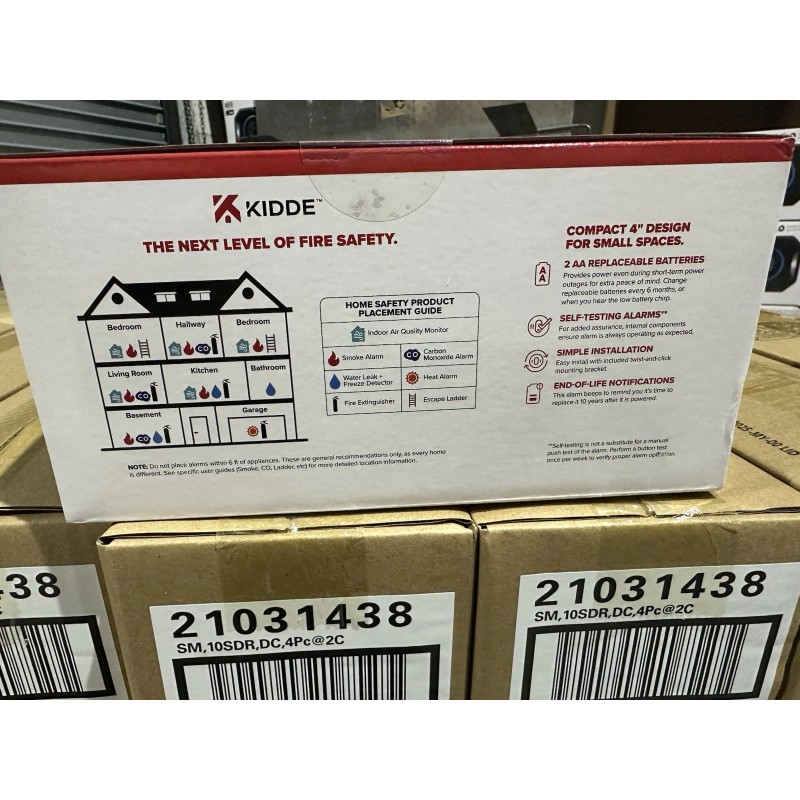 KIDDE™
THE NEXT LEVEL OF FIRE SAFETY.
Bedroom
Hallway
Bedroom
CO
Living Room
Kitchen
Bathroom
CO
Basement
Garage
CO
HOME SAFETY PRODUCT
PLACEMENT GUIDE
Indoor Air Quality Monitor
Smoke Alarm
CO
Carbon
Monoxide Alarm
Water Leak +
Freeze Detector
Heat Alarm
Fire Extinguisher
Escape Ladder
NOTE: Do not place alarms within 6 ft of appliances. These are general recommendations only, as every home
is different. See specific user guides (Smoke, CO, Ladder, etc) for more detailed location information.
COMPACT 4" DESIGN
FOR SMALL SPACES.
A
A
2 AA REPLACEABLE BATTERIES
Provides power even during short-term power
outages for extra peace of mind. Change
replaceable batteries every 6 months, or
when you hear the low battery chirp.
SELF-TESTING ALARMS**
For added assurance, internal components
ensure alarm is always operating as expected.
SIMPLE INSTALLATION
Easy install with included twist-and-click
mounting bracket.
END-OF-LIFE NOTIFICATIONS
This alarm beeps to remind you it's time to
replace it 10 years after it is powered.
**Self-testing is not a substitute for a manual
push test of the alarm. Perform a button test
once per week to verify proper alarm operation.
-MY-00 LID
438
21031438
SM,10SDR,DC,4Pc@2C
21031438
SM,10SDR,DC,4Pc@2C